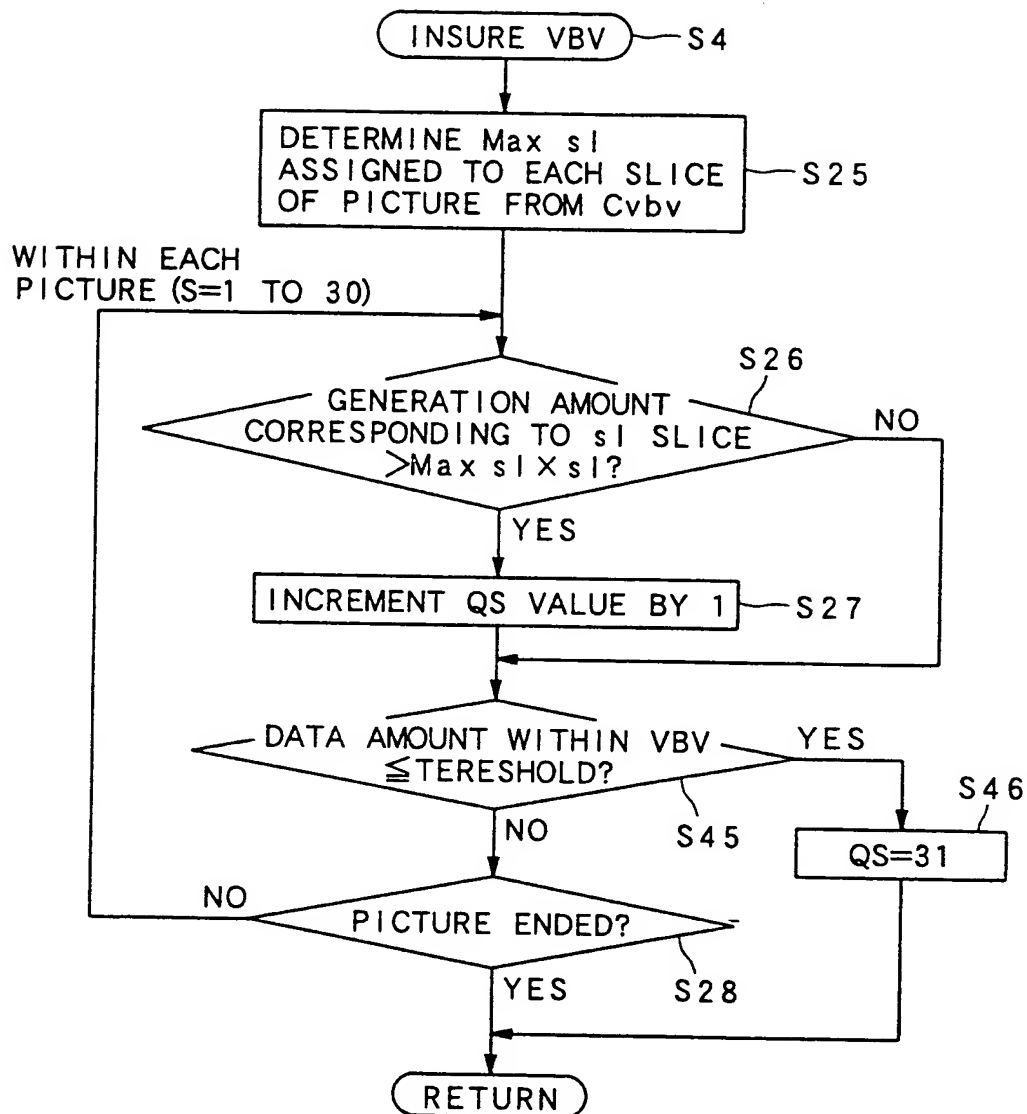 INSURE VBV
S4
DETERMINE Max sl
ASSIGNED TO EACH SLICE
OF PICTURE FROM Cvbv
S25
WITHIN EACH
PICTURE (S=1 TO 30)
S26
GENERATION AMOUNT
CORRESPONDING TO sl SLICE
>Max sl×sl?
NO
YES
INCREMENT QS VALUE BY 1
S27
DATA AMOUNT WITHIN VBV
≦TERESHOLD?
YES
S45
S46
NO
QS=31
NO
PICTURE ENDED?
S28
YES
RETURN